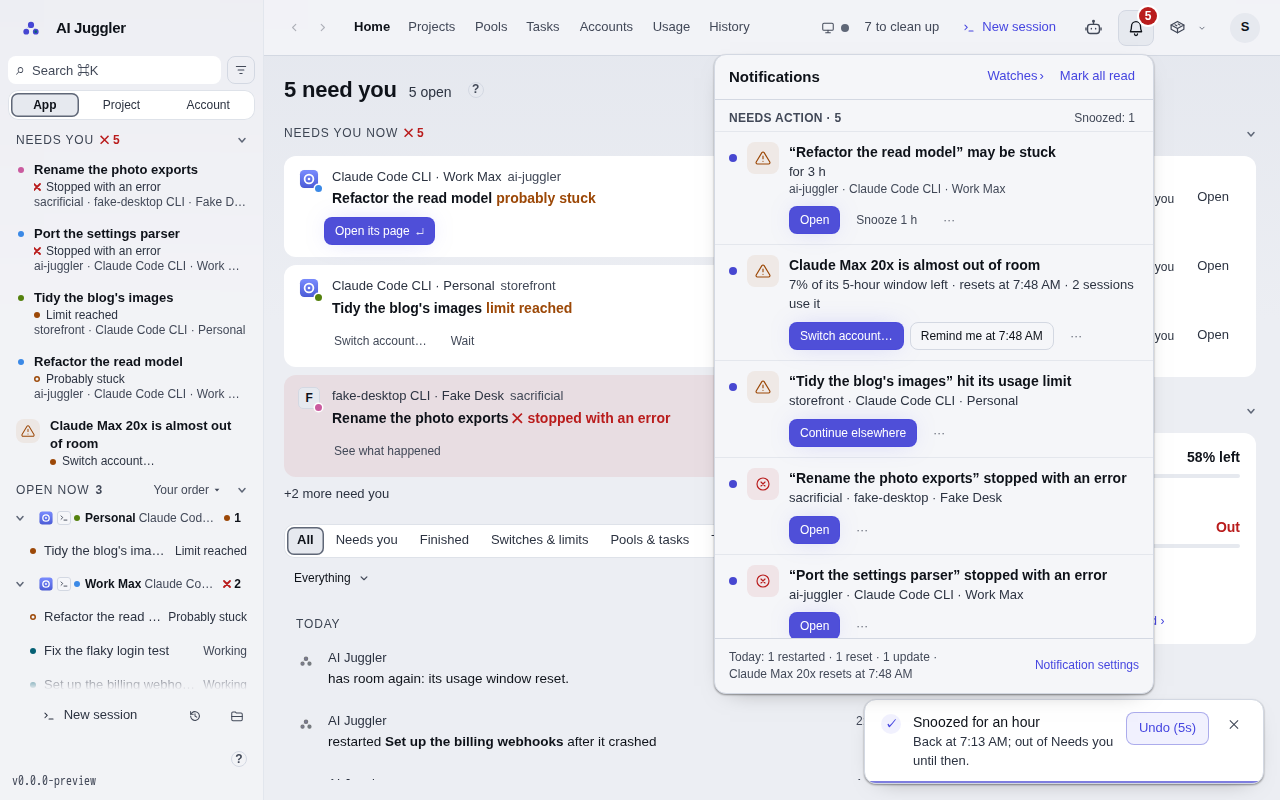 AI Juggler
Search ⌘K
App
Project
Account
NEEDS YOU 5
Rename the photo exports
Stopped with an error
sacrificial · fake-desktop CLI · Fake D…
Port the settings parser
Stopped with an error
ai-juggler · Claude Code CLI · Work …
Tidy the blog's images
Limit reached
storefront · Claude Code CLI · Personal
Refactor the read model
Probably stuck
ai-juggler · Claude Code CLI · Work …
Claude Max 20x is almost out
of room
Switch account…
OPEN NOW 3
Your order
Personal Claude Cod… 1
Tidy the blog's ima… Limit reached
Work Max Claude Co… 2
Refactor the read … Probably stuck
Fix the flaky login test Working
Set up the billing webho… Working
New session
?
v0.0.0-preview
Home
Projects
Pools
Tasks
Accounts
Usage
History
7 to clean up
New session
5
S
5 need you 5 open ?
NEEDS YOU NOW 5
Claude Code CLI · Work Max ai-juggler
Refactor the read model probably stuck
Open its page
Claude Code CLI · Personal storefront
Tidy the blog's images limit reached
Switch account… Wait
F
fake-desktop CLI · Fake Desk sacrificial
Rename the photo exports stopped with an error
See what happened
+2 more need you
All
Needs you
Finished
Switches & limits
Pools & tasks
Everything
TODAY
AI Juggler
has room again: its usage window reset.
AI Juggler
restarted Set up the billing webhooks after it crashed
you Open
you Open
you Open
58% left
Out
Notifications
Watches ›
Mark all read
NEEDS ACTION · 5
Snoozed: 1
“Refactor the read model” may be stuck
for 3 h
ai-juggler · Claude Code CLI · Work Max
Open Snooze 1 h ···
Claude Max 20x is almost out of room
7% of its 5-hour window left · resets at 7:48 AM · 2 sessions
use it
Switch account… Remind me at 7:48 AM ···
“Tidy the blog's images” hit its usage limit
storefront · Claude Code CLI · Personal
Continue elsewhere ···
“Rename the photo exports” stopped with an error
sacrificial · fake-desktop · Fake Desk
Open ···
“Port the settings parser” stopped with an error
ai-juggler · Claude Code CLI · Work Max
Open ···
Today: 1 restarted · 1 reset · 1 update ·
Claude Max 20x resets at 7:48 AM
Notification settings
Snoozed for an hour
Back at 7:13 AM; out of Needs you
until then.
Undo (5s)